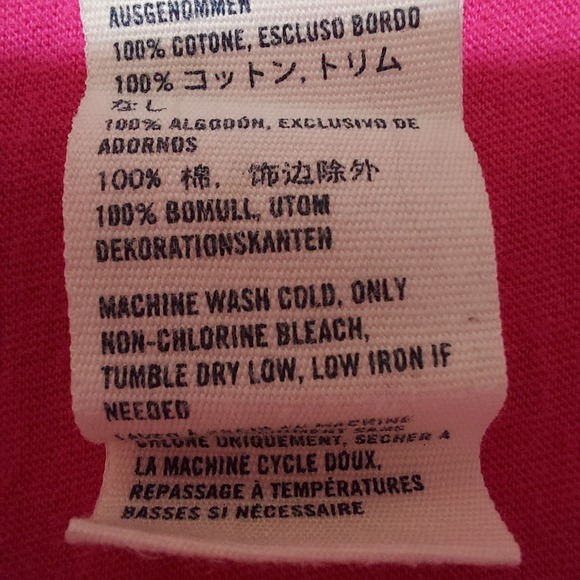 AUSGENOMMEN
100% COTONE, ESCLUSO BORDO
100% コットン, トリム
なし
100% ALGODÓN, EXCLUSIVO DE
ADORNOS
100% 棉, 饰边除外
100% BOMULL, UTOM
DEKORATIONSKANTEN
MACHINE WASH COLD, ONLY
NON-CHLORINE BLEACH,
TUMBLE DRY LOW, LOW IRON IF
NEEDED
CHLORE UNIQUEMENT, SÉCHER À
LA MACHINE CYCLE DOUX,
REPASSAGE À TEMPÉRATURES
BASSES SI NÉCESSAIRE